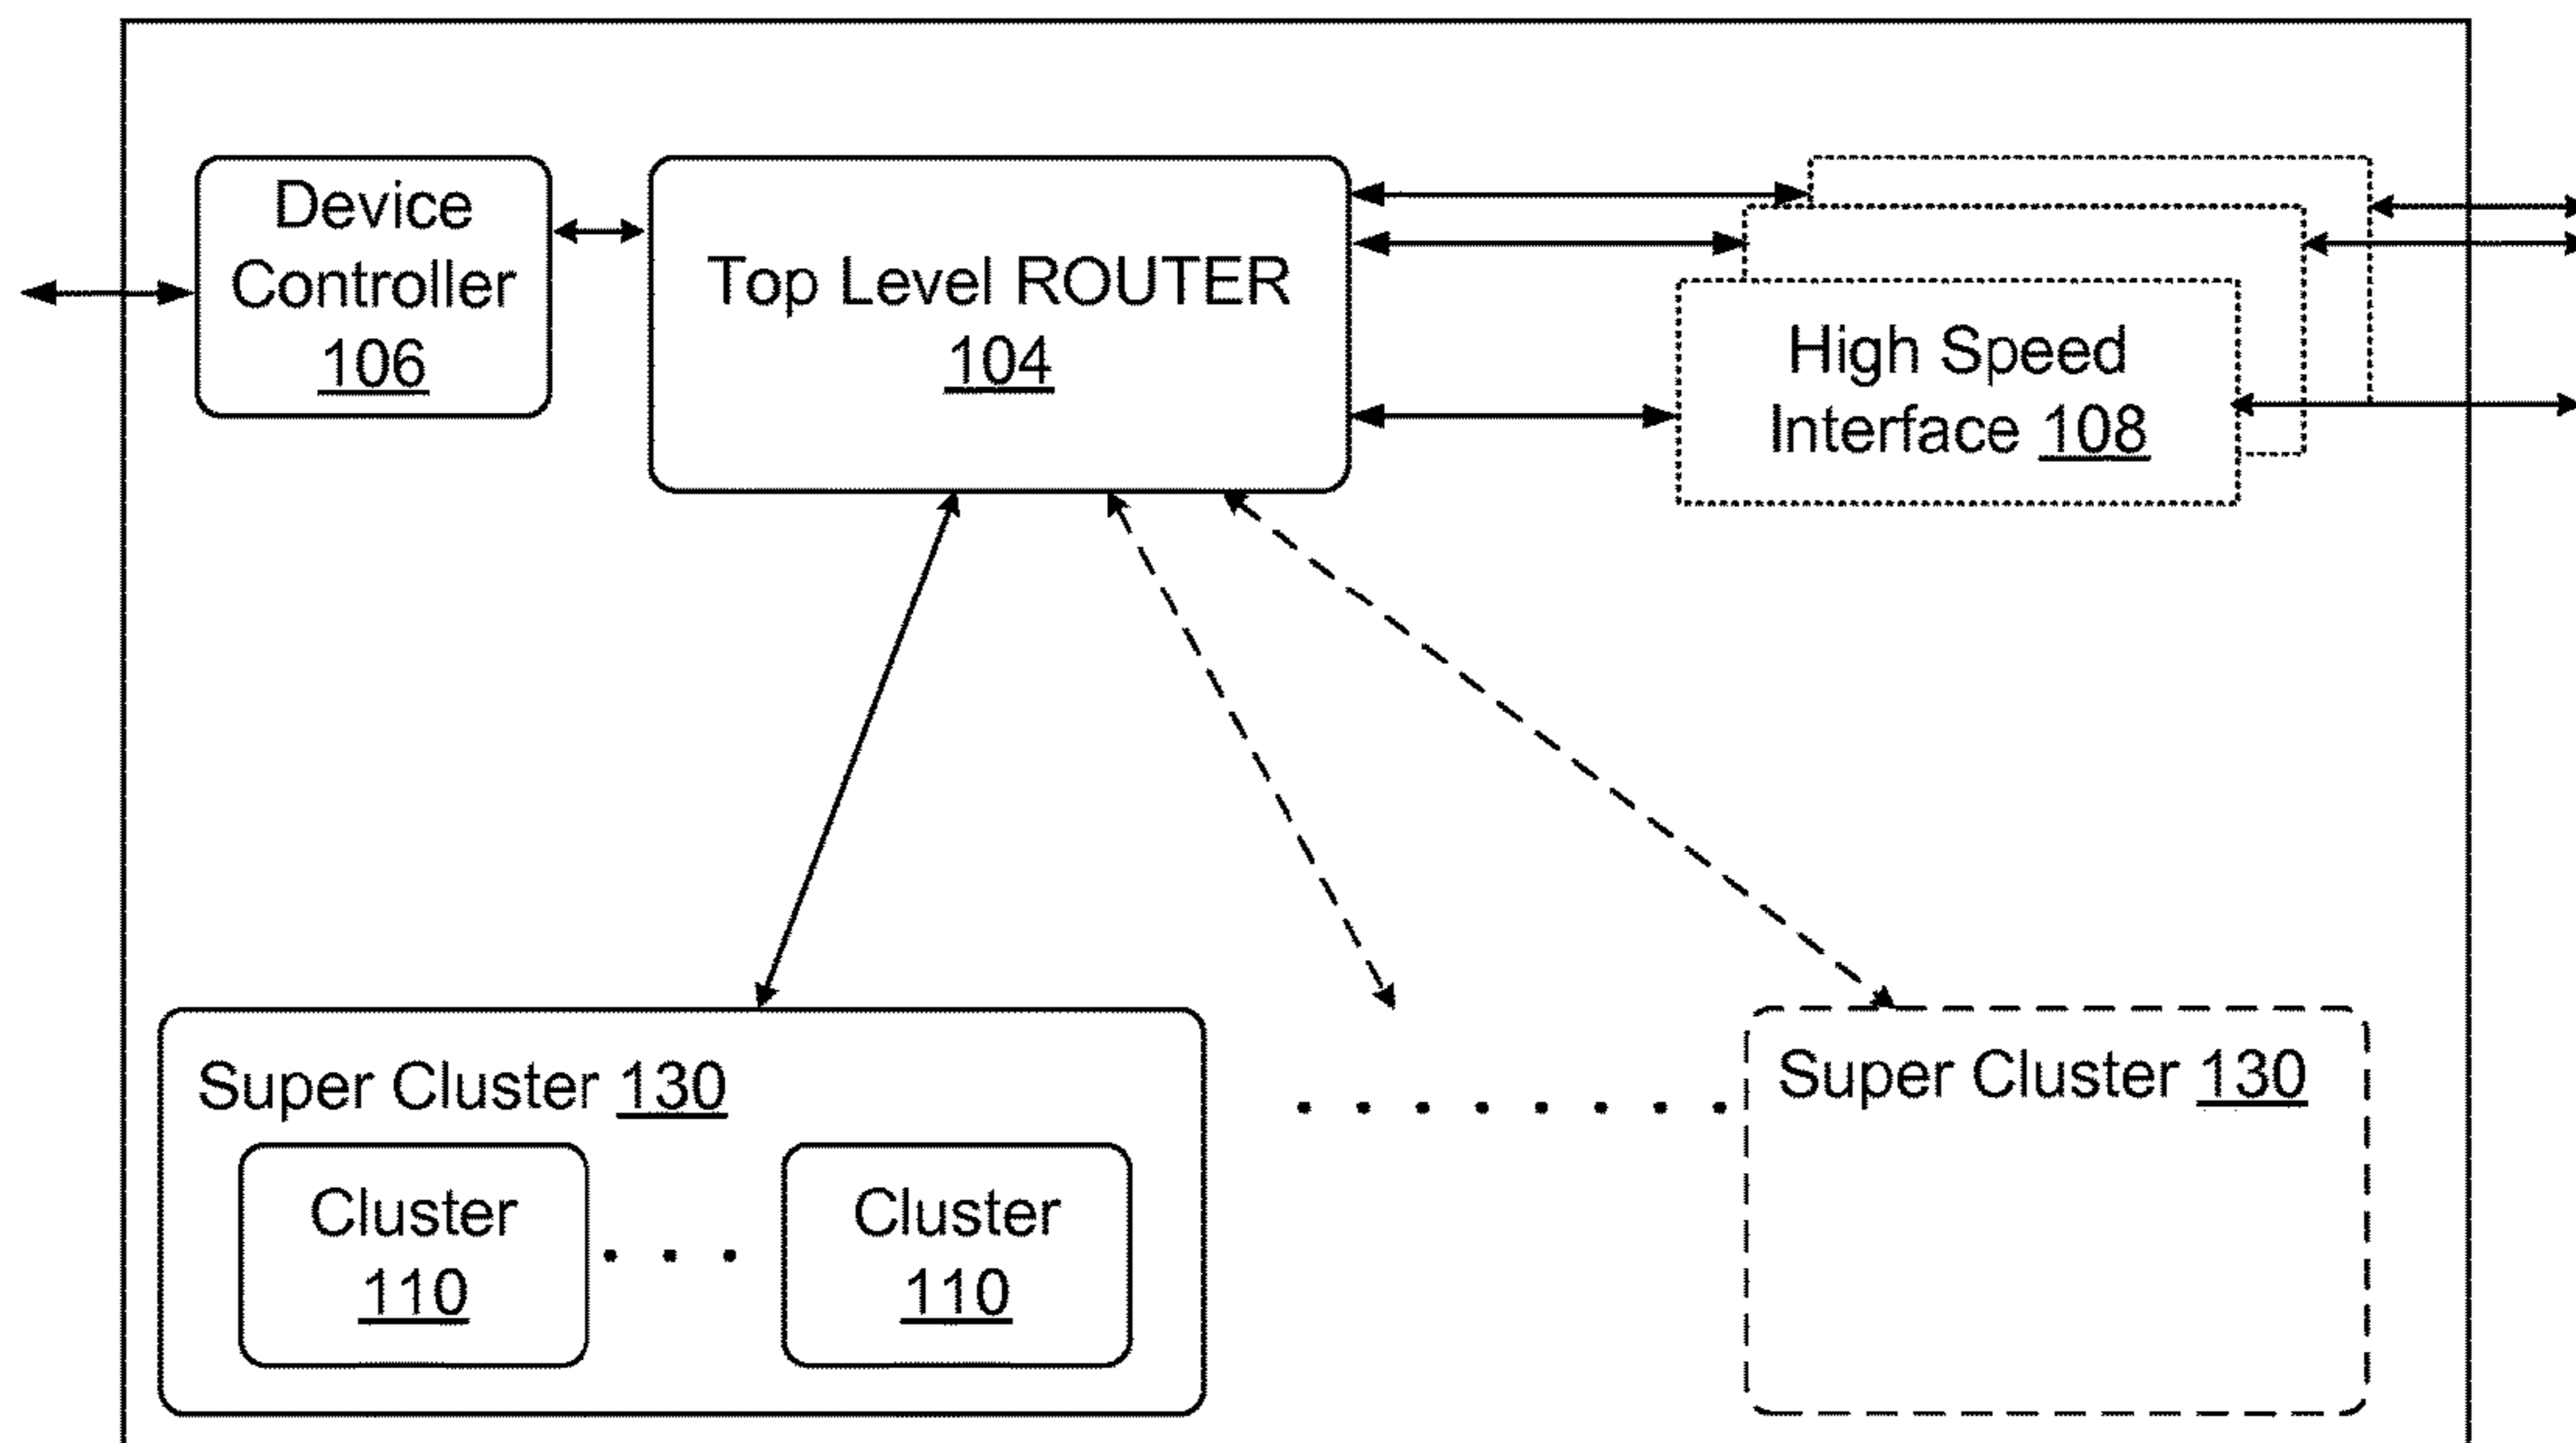 Device
Controller
106
Top Level ROUTER
104
High Speed
Interface 108
Super Cluster 130
Cluster
110
Cluster
110
Super Cluster 130